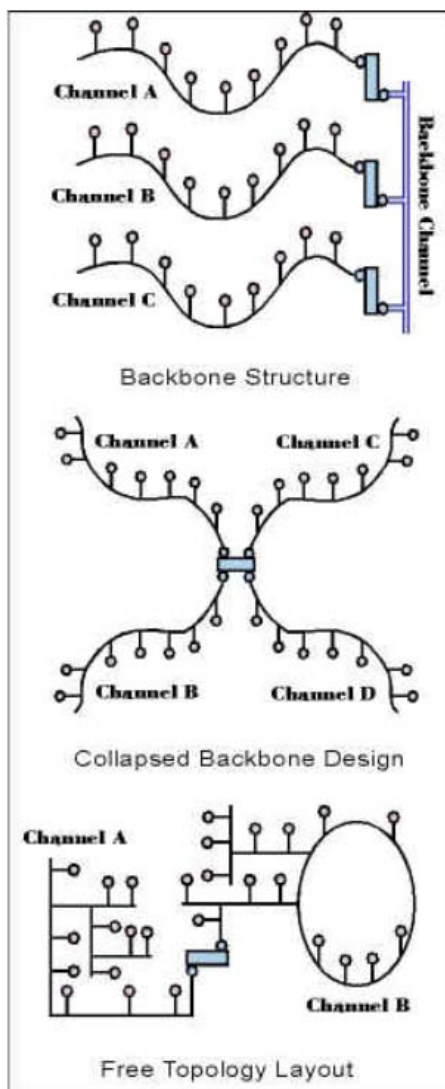 Channel A
Backbone Channel
Channel B
Channel C
Backbone Structure
Channel A
Channel C
Channel B
Channel D
Collapsed Backbone Design
Channel A
Channel B
Free Topology Layout